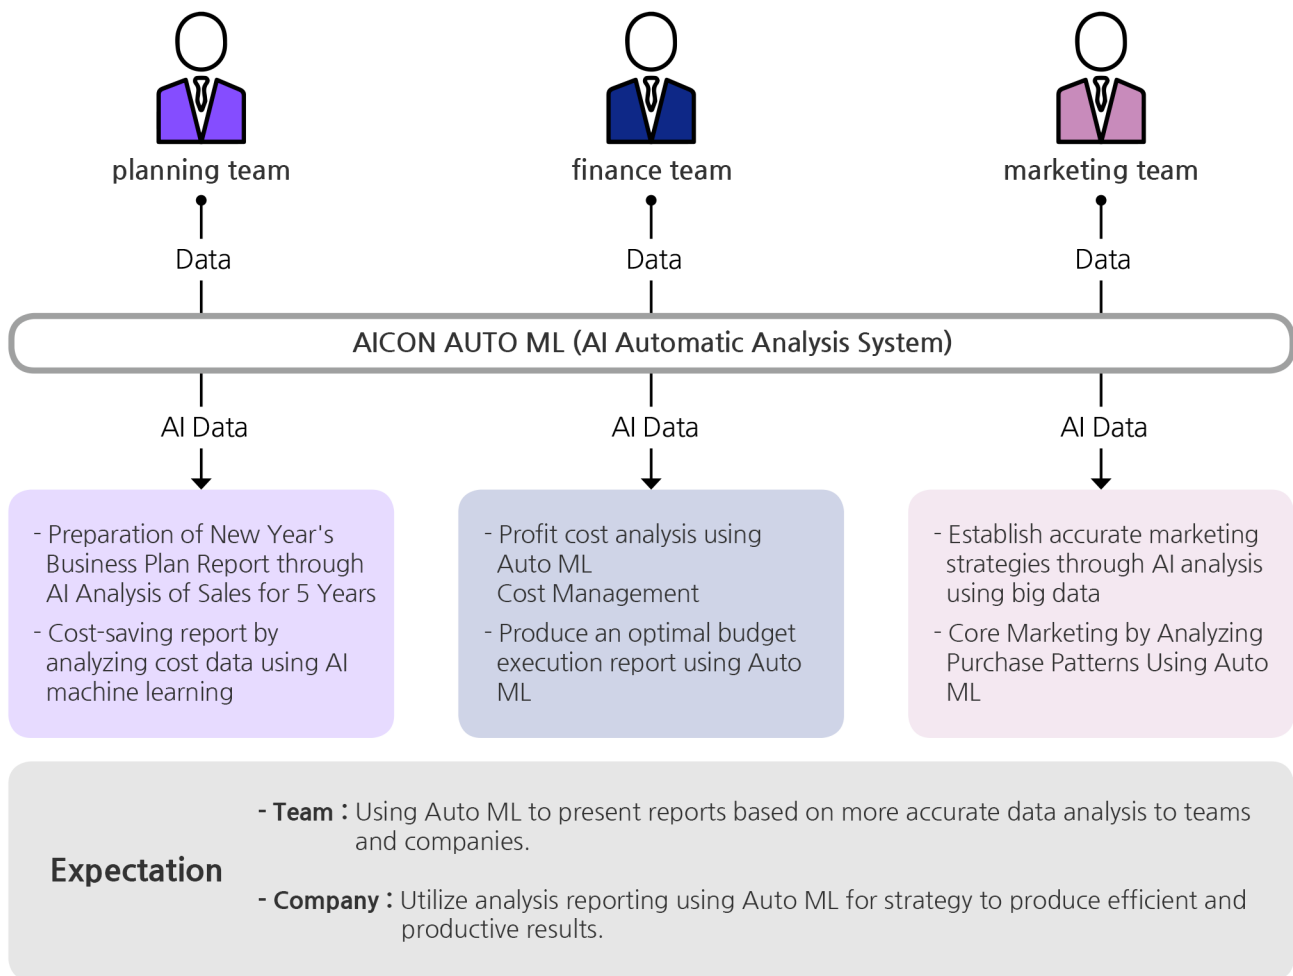 planning team
finance team
marketing team
Data
Data
Data
AICON AUTO ML (AI Automatic Analysis System)
AI Data
AI Data
AI Data
- Preparation of New Year's
Business Plan Report through
AI Analysis of Sales for 5 Years
- Cost-saving report by
analyzing cost data using AI
machine learning
- Profit cost analysis using
Auto ML
Cost Management
- Produce an optimal budget
execution report using Auto
ML
- Establish accurate marketing
strategies through AI analysis
using big data
- Core Marketing by Analyzing
Purchase Patterns Using Auto
ML
Expectation
- Team : Using Auto ML to present reports based on more accurate data analysis to teams
and companies.
- Company : Utilize analysis reporting using Auto ML for strategy to produce efficient and
productive results.